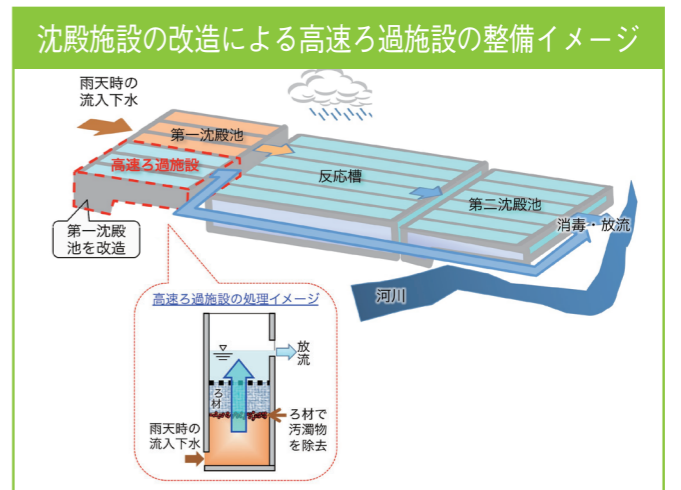 沈殿施設の改造による高速ろ過施設の整備イメージ
雨天時の
流入下水
第一沈殿池
高速ろ過施設
反応槽
第二沈殿池
消毒・放流
第一沈殿
池を改造
河川
高速ろ過施設の処理イメージ
放流
ろ材
ろ材で
汚濁物
を除去
雨天時の
流入下水